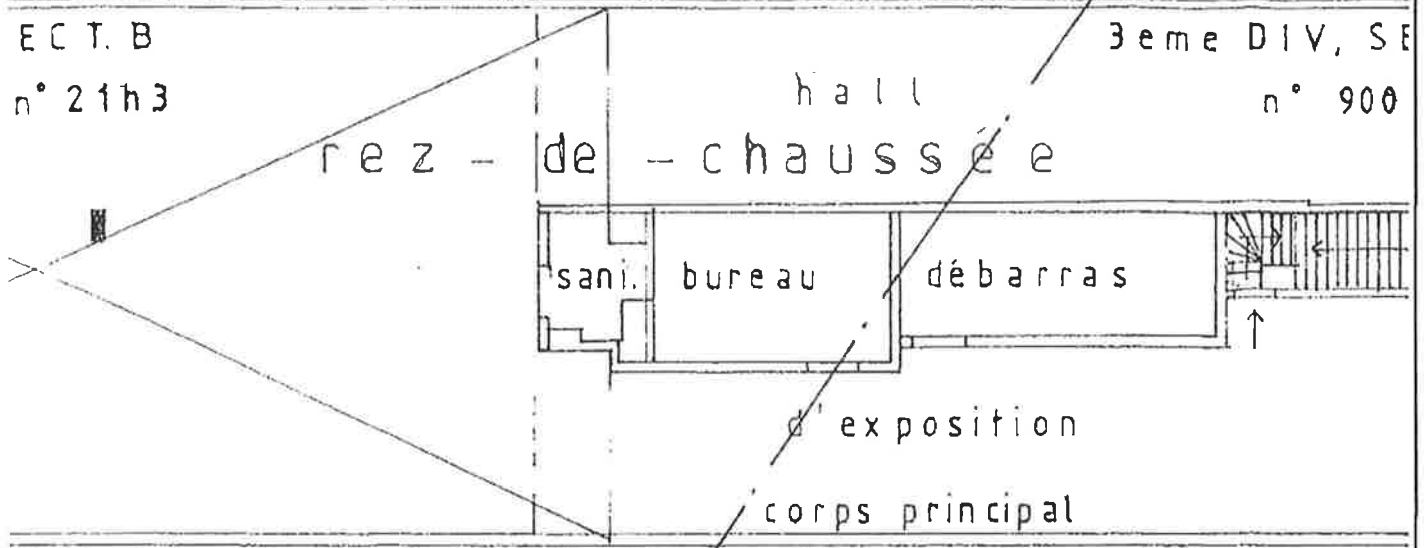 ECT. B
n° 21h3
3eme DIV, SE
n° 900
hall
rez-de-chaussée
sani. bureau débarras
d'exposition
corps principal